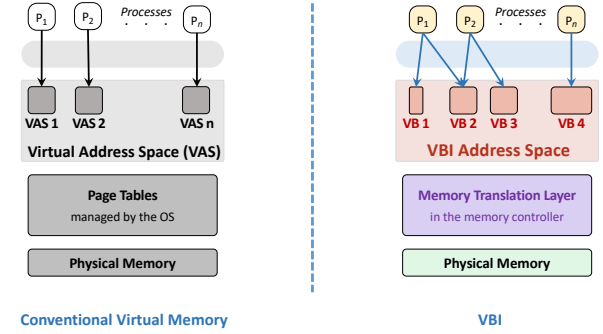 P1 P2 Processes . . . Pn
VAS 1 VAS 2 VAS n
Virtual Address Space (VAS)
Page Tables
managed by the OS
Physical Memory
Conventional Virtual Memory
P1 P2 Processes . . . Pn
VB 1 VB 2 VB 3 VB 4
VBI Address Space
Memory Translation Layer
in the memory controller
Physical Memory
VBI